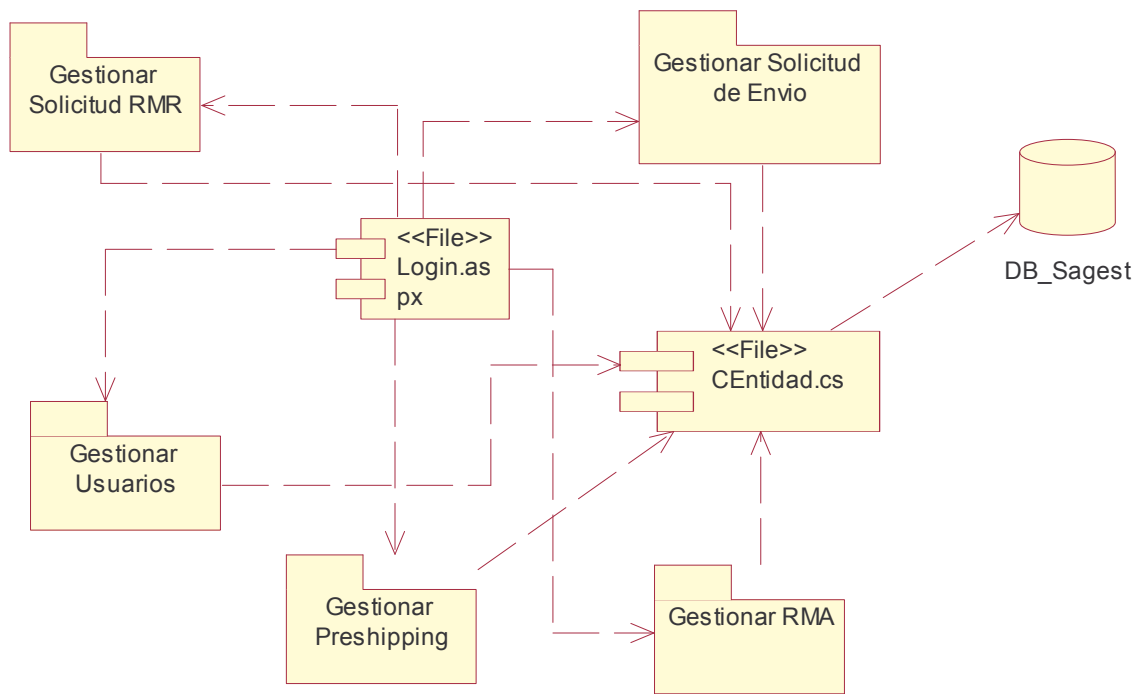 Gestionar
Solicitud RMR
Gestionar Solicitud
de Envio
<<File>>
Login.as
px
DB_Sagest
<<File>>
CEntidad.cs
Gestionar
Usuarios
Gestionar
Preshipping
Gestionar RMA